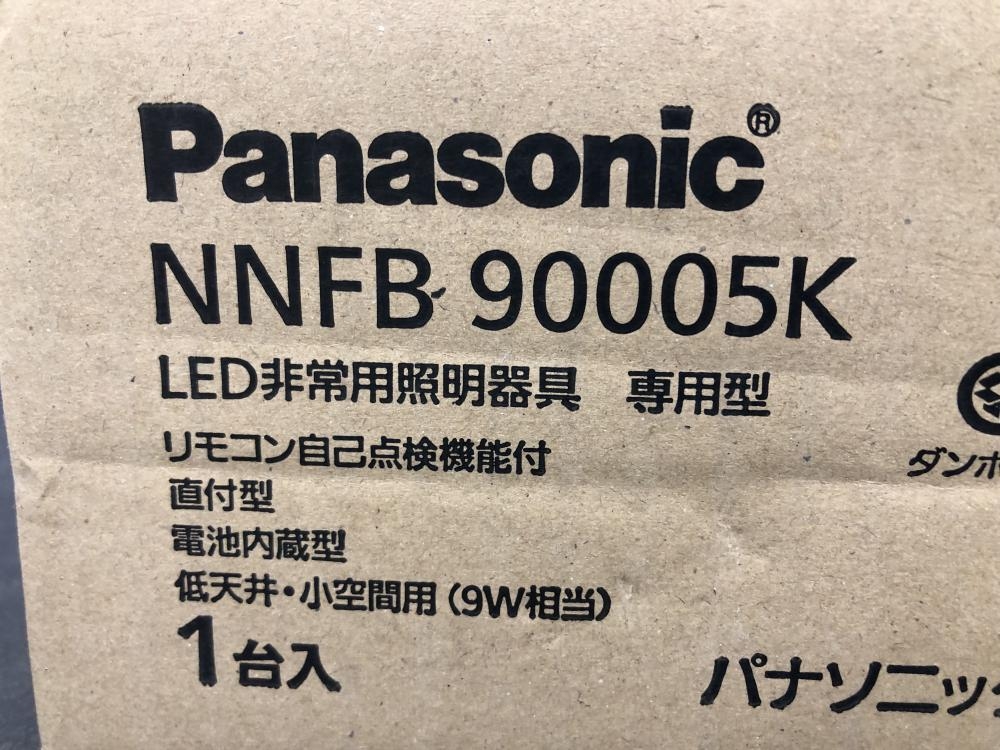 Panasonic®
NNFB 90005K
LED非常用照明器具 専用型
リモコン自己点検機能付
直付型
電池内蔵型
低天井・小空間用（9W相当）
1台入
ダンボ
パナソニック